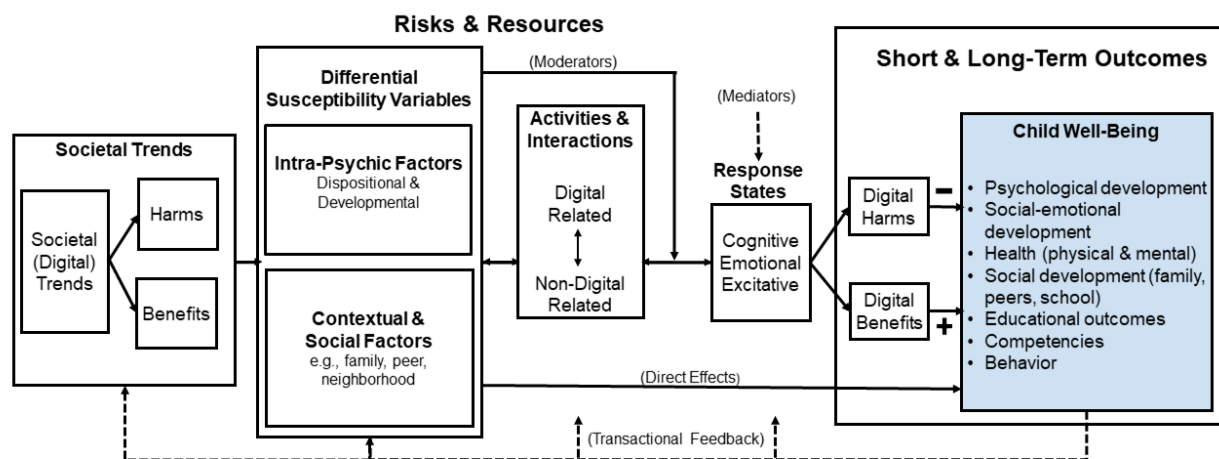 Risks & Resources
Differential
Susceptibility Variables
(Moderators)
Short & Long-Term Outcomes
(Mediators)
Societal Trends
Societal
(Digital)
Trends
Harms
Benefits
Intra-Psychic Factors
Dispositional &
Developmental
Contextual &
Social Factors
e.g., family, peer,
neighborhood
Activities &
Interactions
Digital
Related
Non-Digital
Related
Response
States
Cognitive
Emotional
Excitative
Digital
Harms
−
Digital
Benefits
+
Child Well-Being
• Psychological development
• Social-emotional
development
• Health (physical & mental)
• Social development (family,
peers, school)
• Educational outcomes
• Competencies
• Behavior
(Direct Effects)
(Transactional Feedback)